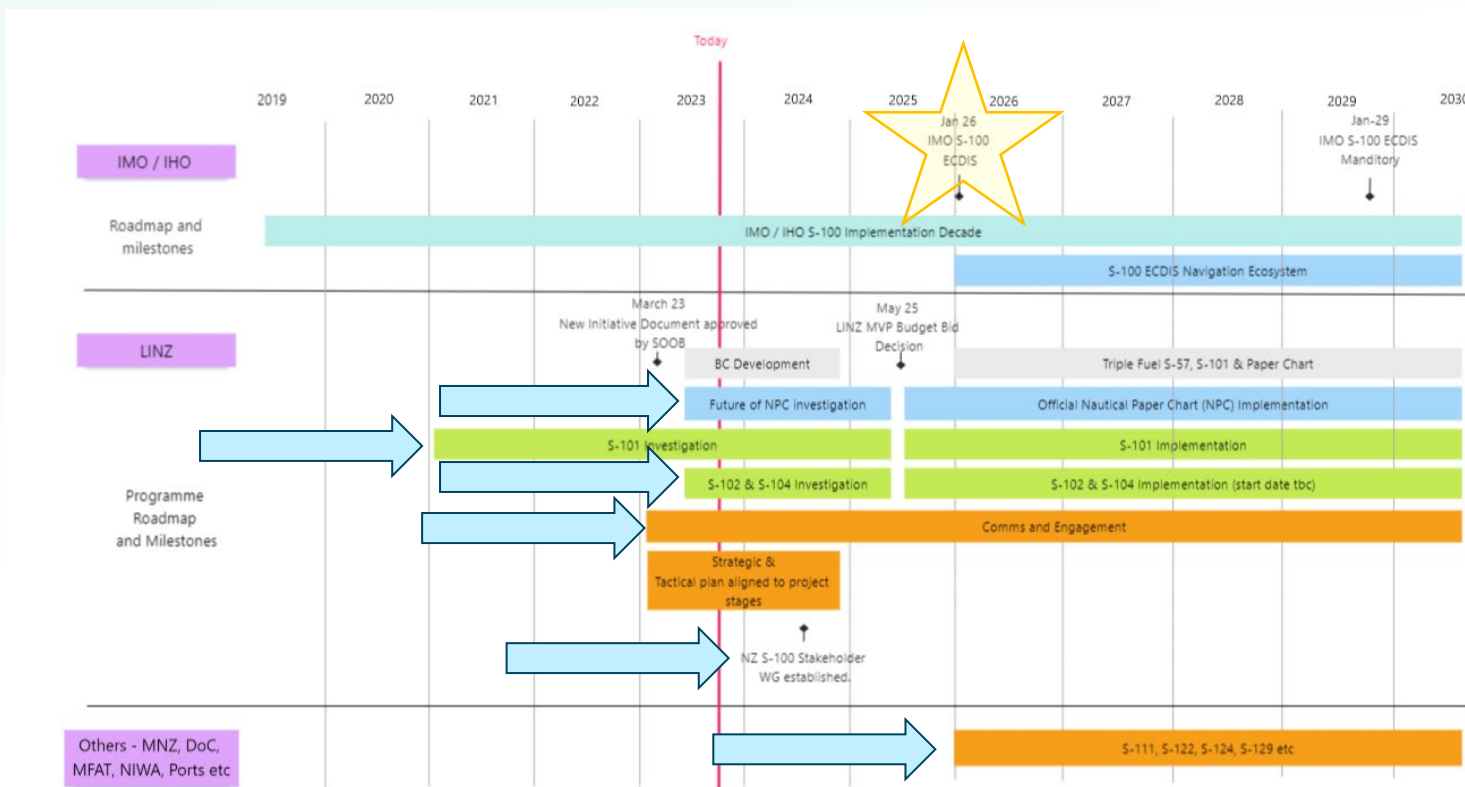 Today
2019
2020
2021
2022
2023
2024
2025
2026
2027
2028
2029
2030
IMO / IHO
Jan 26
IMO S-100
ECDIS
Jan-29
IMO S-100 ECDIS
Manditory
Roadmap and
milestones
IMO / IHO S-100 Implementation Decade
S-100 ECDIS Navigation Ecosystem
LINZ
March 23
New Initiative Document approved
by SOOB
May 25
LINZ MVP Budget Bid
Decision
BC Development
Triple Fuel S-57, S-101 & Paper Chart
Future of NPC investigation
Official Nautical Paper Chart (NPC) Implementation
S-101 Investigation
S-101 Implementation
S-102 & S-104 Investigation
S-102 & S-104 Implementation (start date tbc)
Programme
Roadmap
and Milestones
Comms and Engagement
Strategic &
Tactical plan aligned to project
stages
NZ S-100 Stakeholder
WG established.
Others - MNZ, DoC,
MFAT, NIWA, Ports etc
S-111, S-122, S-124, S-129 etc